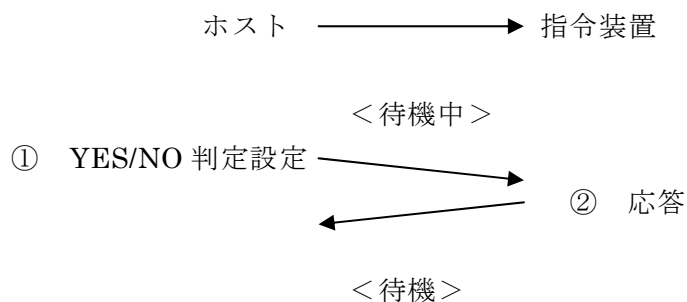 ホスト 指令装置
＜待機中＞
① YES/NO 判定設定
② 応答
＜待機＞